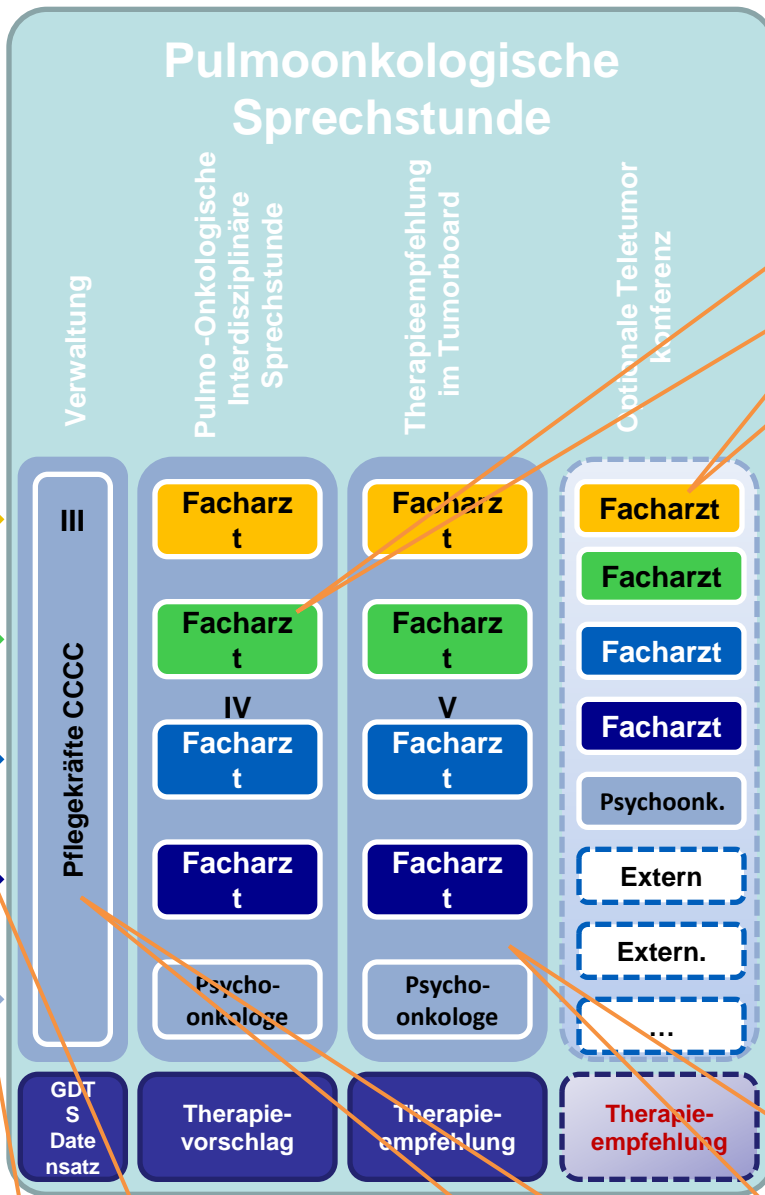 Pulmoonkologische
Sprechstunde
Verwaltung
Pulmo -Onkologische
Interdisziplinäre
Sprechstunde
Therapieempfehlung
im Tumorboard
Optionale Teletumor
konferenz
III
Pflegekräfte CCCC
Facharz
t
Facharz
t
IV
Facharz
t
Facharz
t
Psycho-
onkologe
Facharz
t
Facharz
t
V
Facharz
t
Facharz
t
Psycho-
onkologe
Facharzt
Facharzt
Facharzt
Facharzt
Psychoonk.
Extern
Extern.
...
GDT
S
Date
nsatz
Therapie-
vorschlag
Therapie-
empfehlung
Therapie-
empfehlung